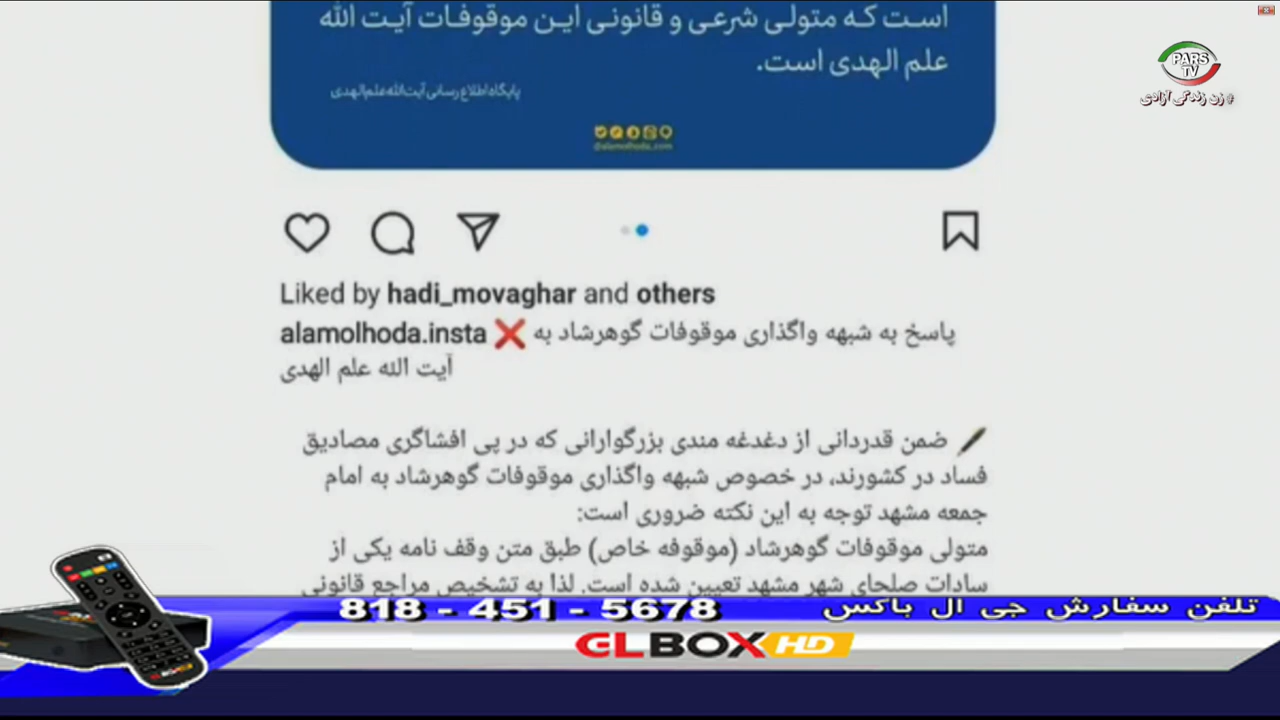 است که متولی شرعی و قانونی این موقوفات آیت الله
علم الهدی است.
پایگاه اطلاع رسانی آیت‌الله علم‌الهدی
@alamolhoda_com
PARS
TV
# زن زندگی آزادی
Liked by hadi_movaghar and others
alamolhoda.insta ❌ پاسخ به شبهه واگذاری موقوفات گوهرشاد به
آیت الله علم الهدی
ضمن قدردانی از دغدغه مندی بزرگوارانی که در پی افشاگری مصادیق
فساد در کشورند، در خصوص شبهه واگذاری موقوفات گوهرشاد به امام
جمعه مشهد توجه به این نکته ضروری است:
متولی موقوفات گوهرشاد (موقوفه خاص) طبق متن وقف نامه یکی از
سادات صلحای شهر مشهد تعیین شده است. لذا به تشخیص مراجع قانونی
تلفن سفارش جی ال باکس 818 - 451 - 5678
GLBOX HD